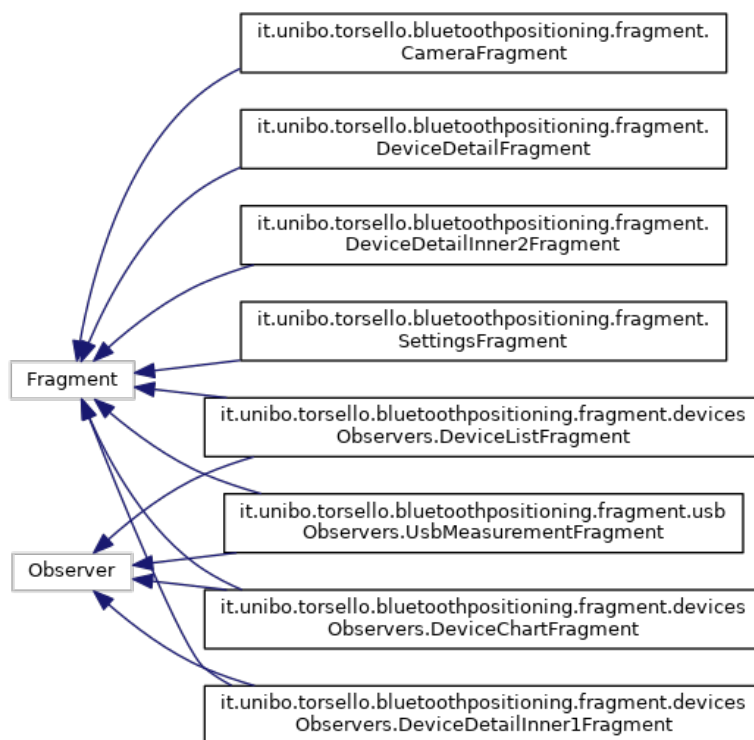 it.unibo.torsello.bluetoothpositioning.fragment.
CameraFragment
it.unibo.torsello.bluetoothpositioning.fragment.
DeviceDetailFragment
it.unibo.torsello.bluetoothpositioning.fragment.
DeviceDetailInner2Fragment
it.unibo.torsello.bluetoothpositioning.fragment.
SettingsFragment
Fragment
it.unibo.torsello.bluetoothpositioning.fragment.devices
Observers.DeviceListFragment
it.unibo.torsello.bluetoothpositioning.fragment.usb
Observers.UsbMeasurementFragment
Observer
it.unibo.torsello.bluetoothpositioning.fragment.devices
Observers.DeviceChartFragment
it.unibo.torsello.bluetoothpositioning.fragment.devices
Observers.DeviceDetailInner1Fragment